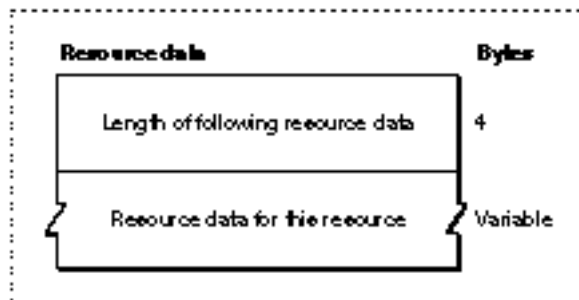 Resource data Bytes
Length of following resource data 4
Resource data for this resource Variable